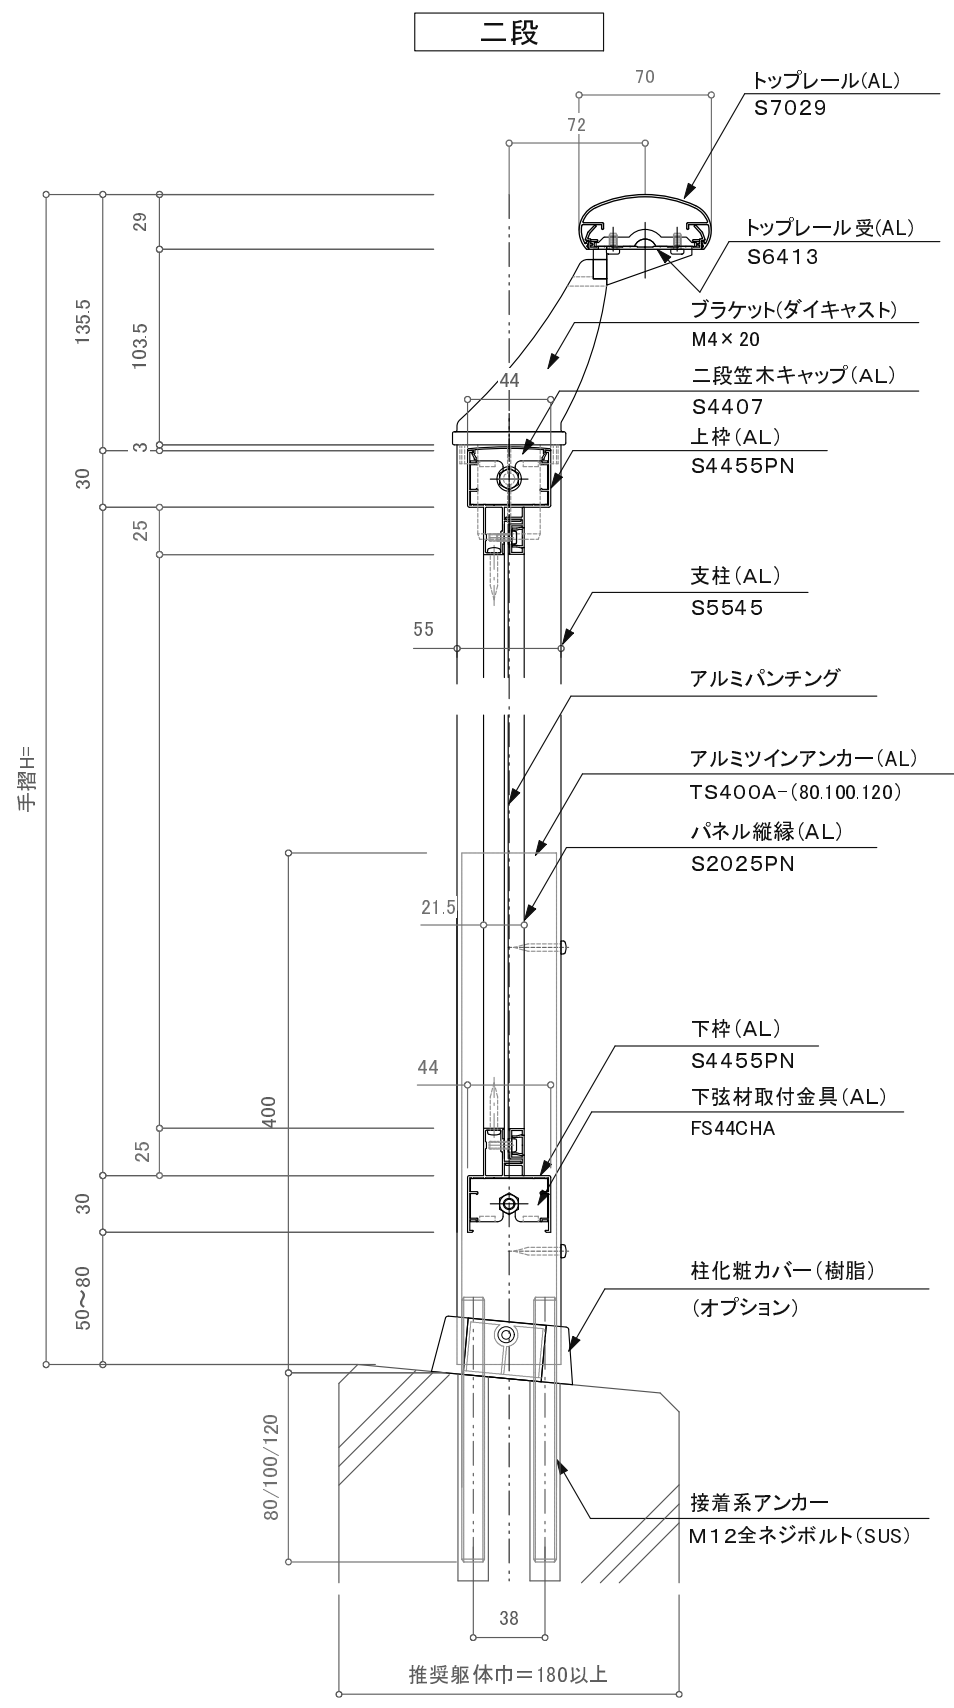 二段
70
トップレール(AL)
S7029
72
29
トップレール受(AL)
S6413
135.5
103.5
ブラケット(ダイキャスト)
M4×20
44
二段笠木キャップ(AL)
S4407
3
上枠(AL)
S4455PN
30
25
支柱(AL)
S5545
55
アルミパンチング
手摺H=
アルミツインアンカー(AL)
TS400A-(80.100.120)
パネル縦縁(AL)
S2025PN
21.5
下枠(AL)
S4455PN
44
400
下弦材取付金具(AL)
FS44CHA
25
30
50～80
柱化粧カバー(樹脂)
(オプション)
80/100/120
接着系アンカー
M12全ネジボルト(SUS)
38
推奨躯体巾＝180以上